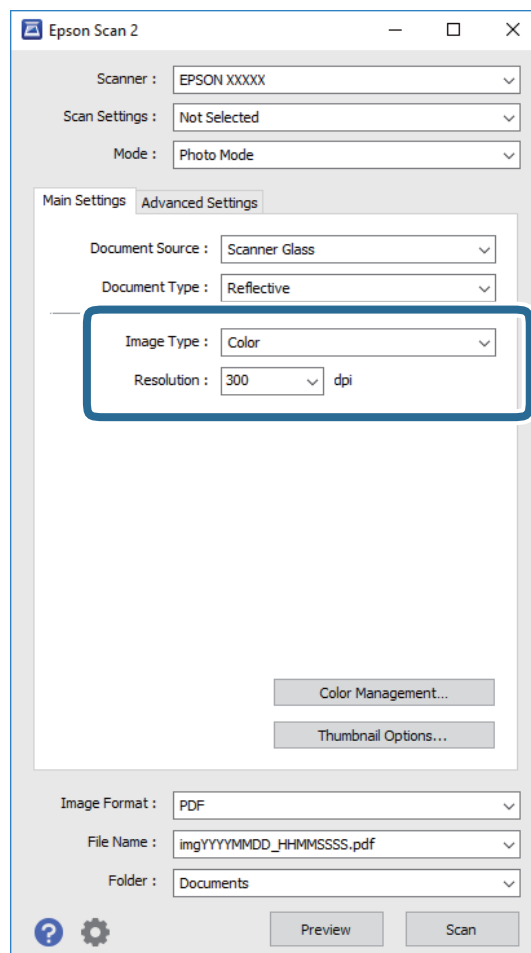 Epson Scan 2
Scanner : EPSON XXXXX
Scan Settings : Not Selected
Mode : Photo Mode
Main Settings Advanced Settings
Document Source : Scanner Glass
Document Type : Reflective
Image Type : Color
Resolution : 300 dpi
Color Management...
Thumbnail Options...
Image Format : PDF
File Name : imgYYYYMMDD_HHMMSSSS.pdf
Folder : Documents
? Preview Scan